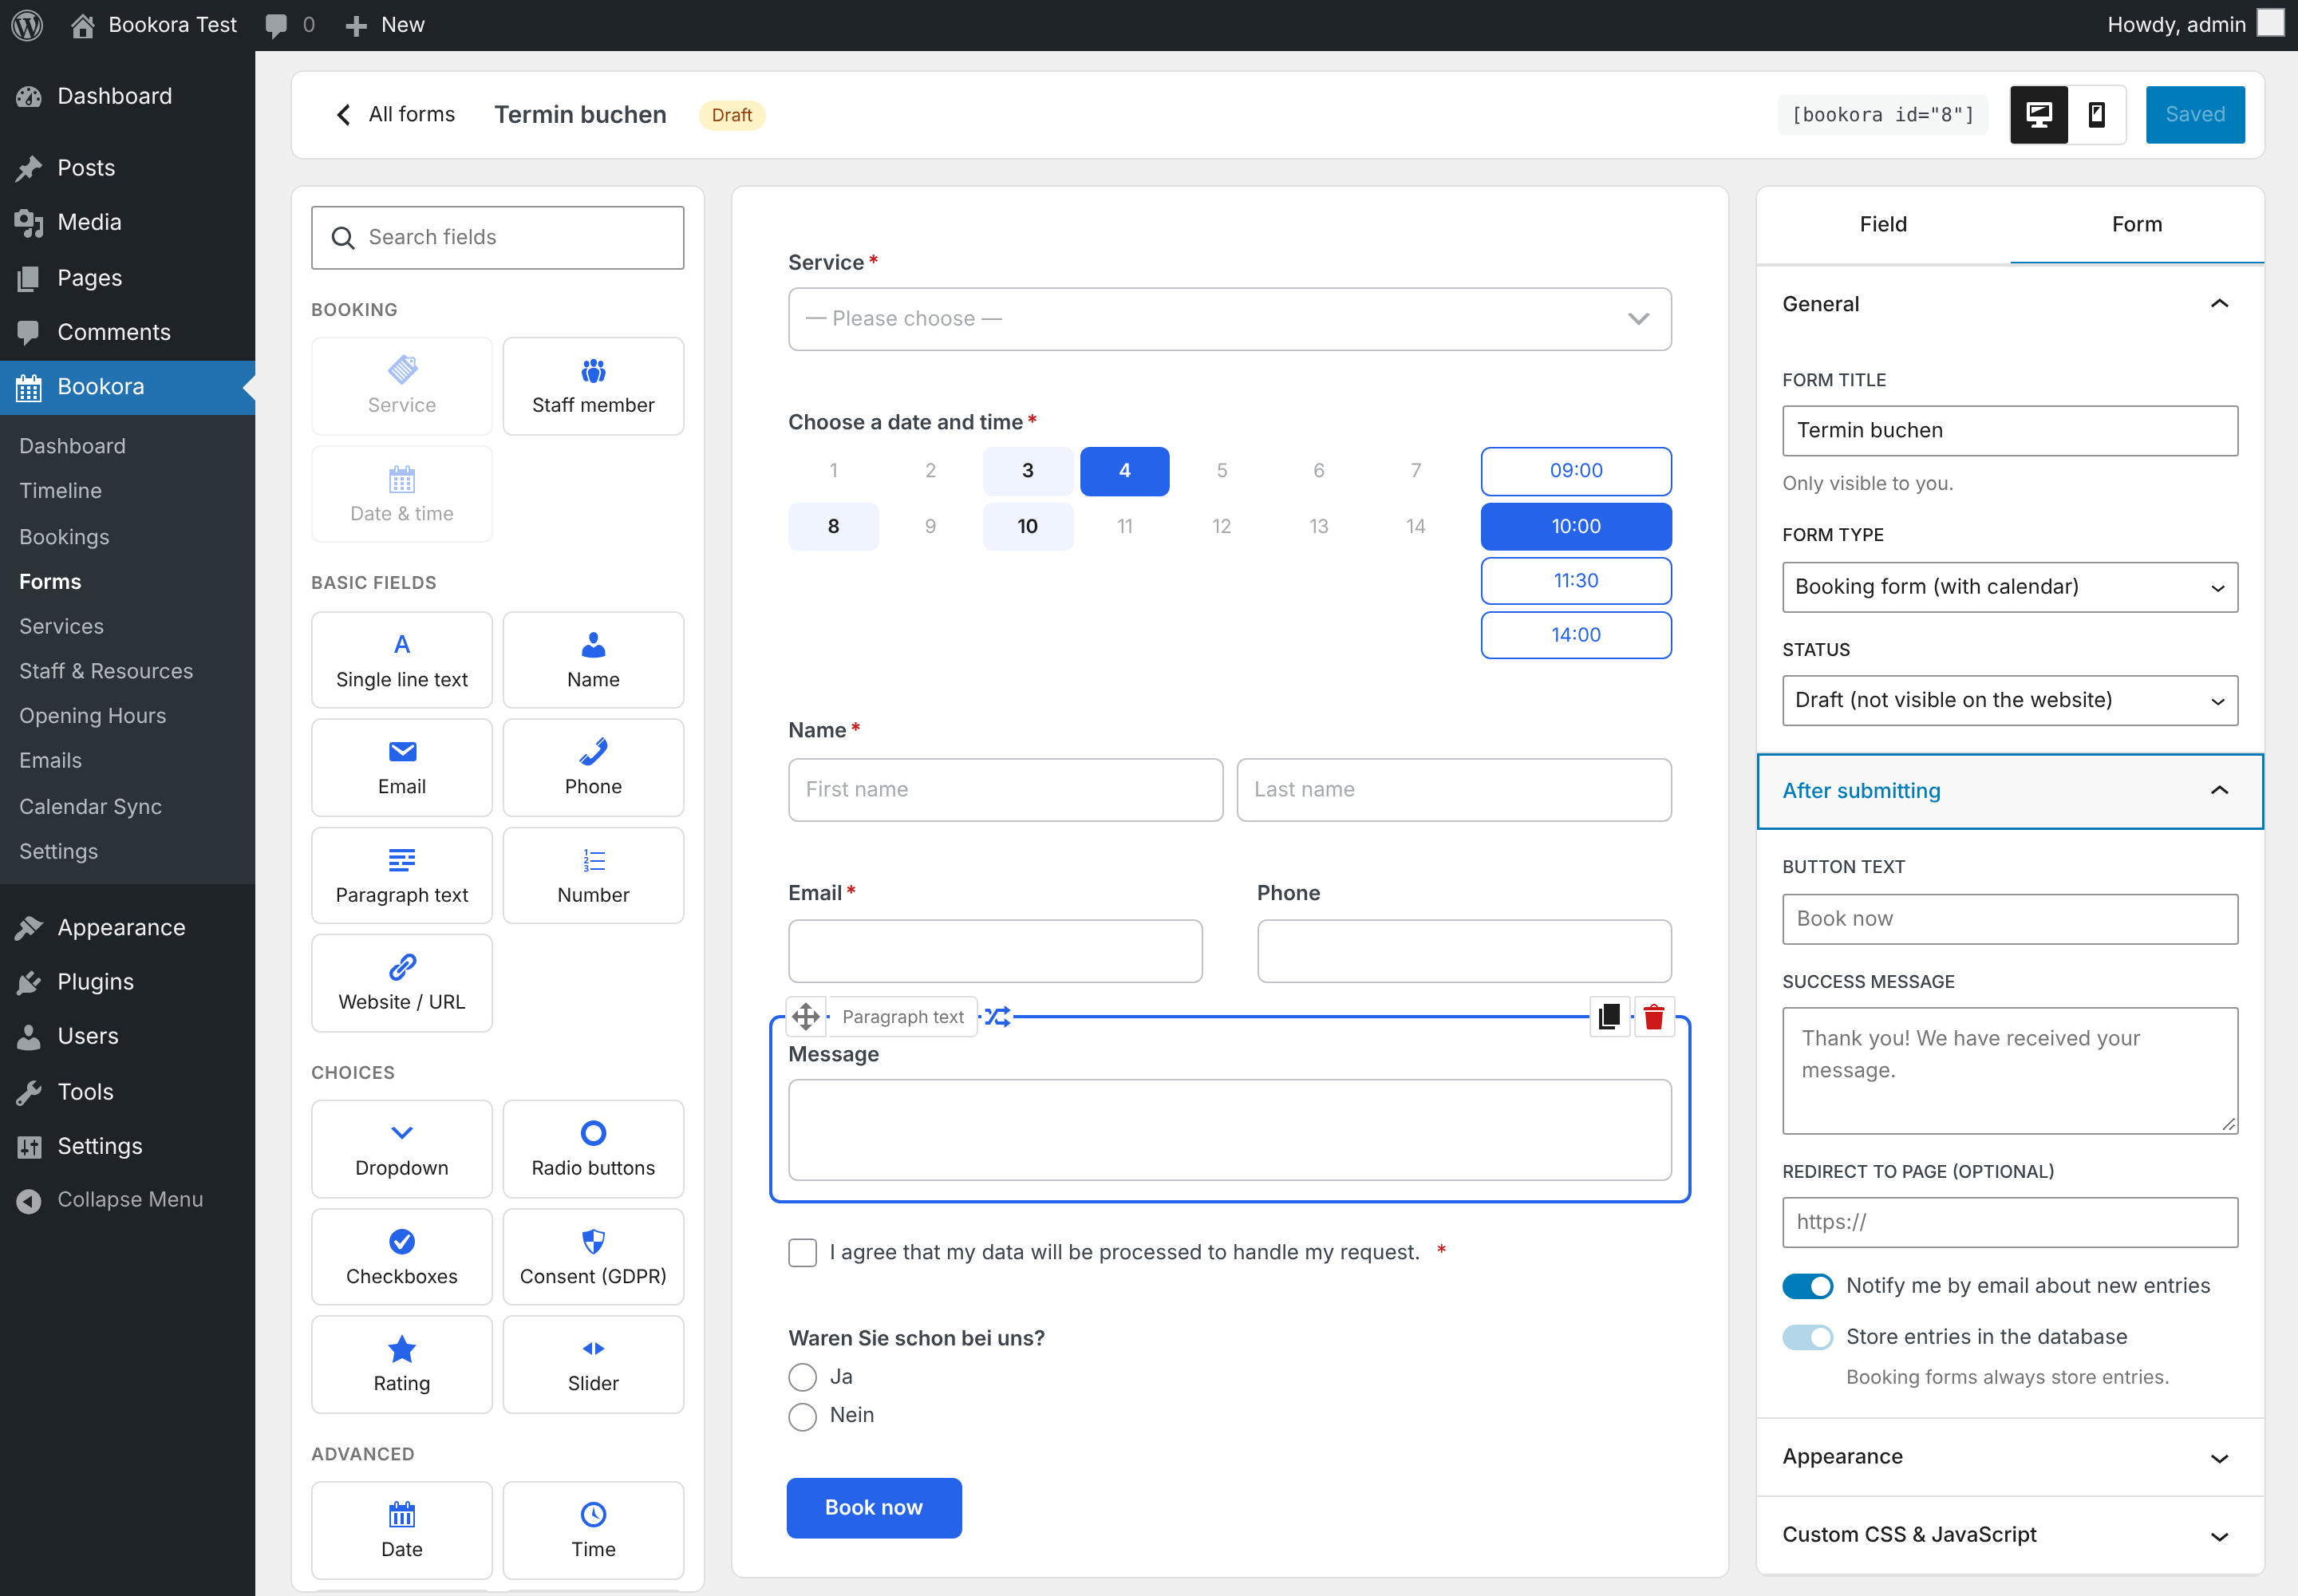 Bookora Test
0
New
Howdy, admin
Dashboard
Posts
Media
Pages
Comments
Bookora
Dashboard
Timeline
Bookings
Forms
Services
Staff & Resources
Opening Hours
Emails
Calendar Sync
Settings
Appearance
Plugins
Users
Tools
Settings
Collapse Menu
All forms
Termin buchen
Draft
[bookora id="8"]
Saved
Search fields
BOOKING
Service
Staff member
Date & time
BASIC FIELDS
Single line text
Name
Email
Phone
Paragraph text
Number
Website / URL
CHOICES
Dropdown
Radio buttons
Checkboxes
Consent (GDPR)
Rating
Slider
ADVANCED
Date
Time
Service *
— Please choose —
Choose a date and time *
1 2 3 4 5 6 7
8 9 10 11 12 13 14
09:00
10:00
11:30
14:00
Name *
First name
Last name
Email *
Phone
Paragraph text
Message
I agree that my data will be processed to handle my request. *
Waren Sie schon bei uns?
Ja
Nein
Book now
Field
Form
General
FORM TITLE
Termin buchen
Only visible to you.
FORM TYPE
Booking form (with calendar)
STATUS
Draft (not visible on the website)
After submitting
BUTTON TEXT
Book now
SUCCESS MESSAGE
Thank you! We have received your
message.
REDIRECT TO PAGE (OPTIONAL)
https://
Notify me by email about new entries
Store entries in the database
Booking forms always store entries.
Appearance
Custom CSS & JavaScript